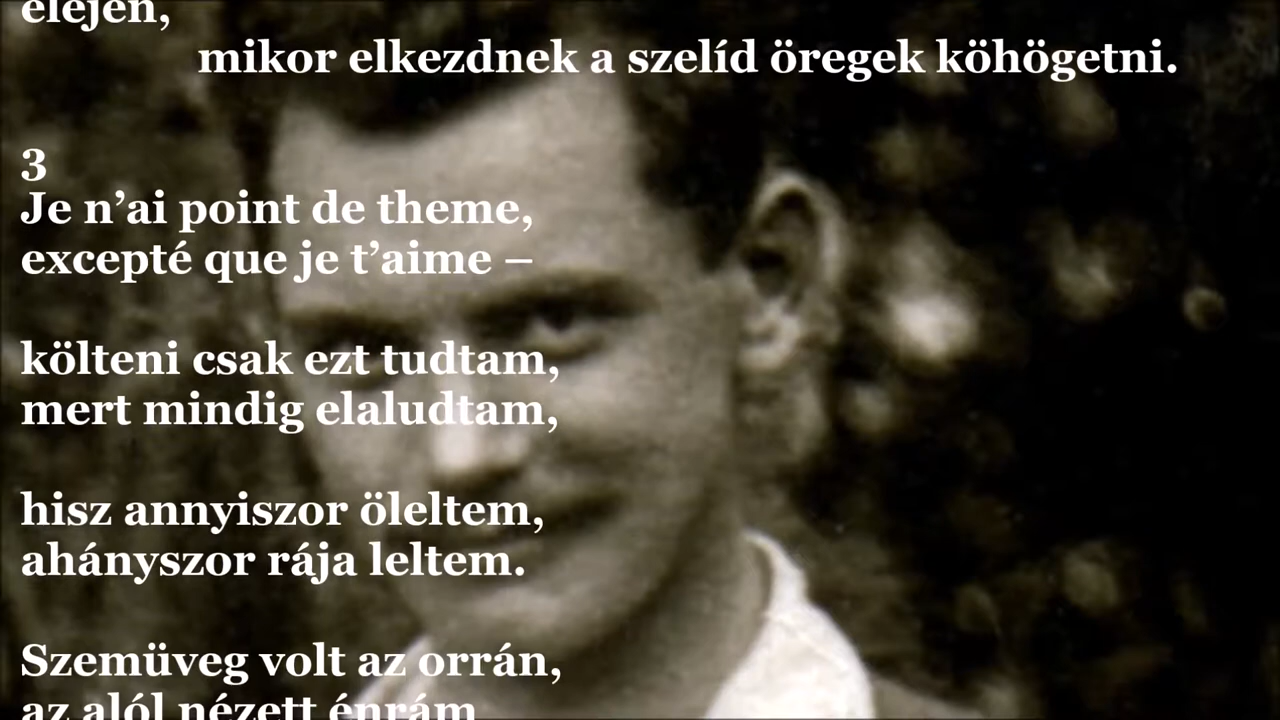 elején,
mikor elkezdnek a szelíd öregek köhögetni.
3
Je n’ai point de theme,
excepté que je t’aime –
költeni csak ezt tudtam,
mert mindig elaludtam,
hisz annyiszor öleltem,
ahányszor rája leltem.
Szemüveg volt az orrán,
az alól nézett énrám